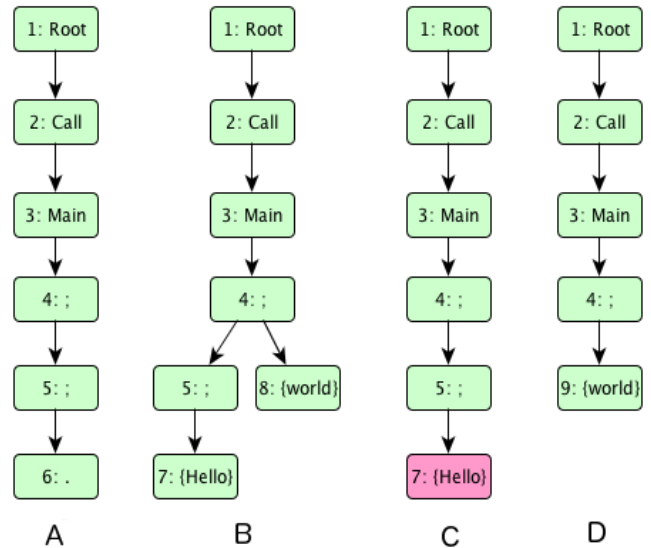 1: Root 1: Root 1: Root 1: Root
2: Call 2: Call 2: Call 2: Call
3: Main 3: Main 3: Main 3: Main
4: ; 4: ; 4: ; 4: ;
5: ; 5: ; 8: {world} 5: ; 9: {world}
6: . 7: {Hello} 7: {Hello}
A B C D